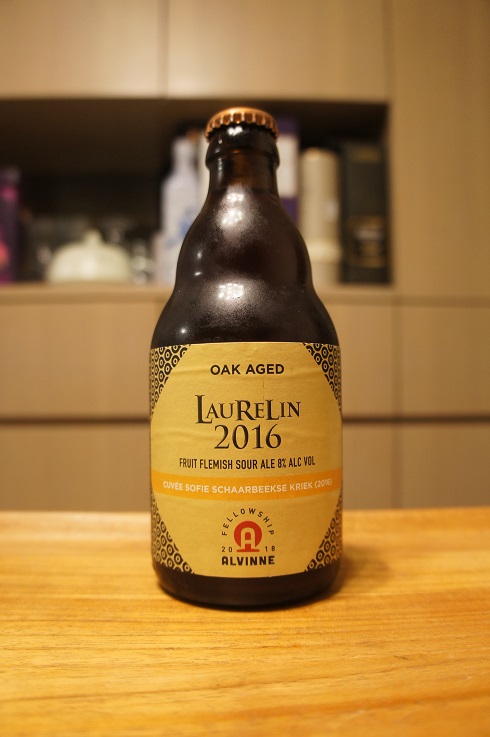 OAK AGED
LAURELIN
2016
FRUIT FLEMISH SOUR ALE 8% ALC VOL
CUVÉE SOFIE SCHAARBEEKSE KRIEK (2016)
FELLOWSHIP
A
20 18
ALVINNE